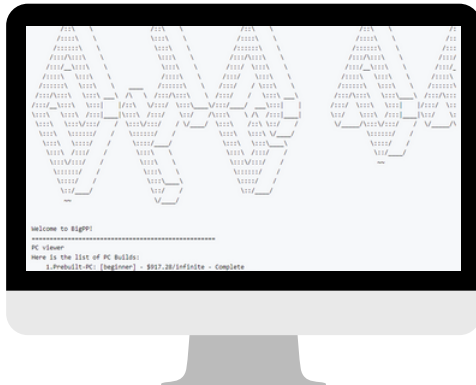 Welcome to BigPP!
==================================================
PC viewer
Here is the list of PC Builds:
1.Prebuilt-PC: [beginner] - $917.28/infinite - Complete